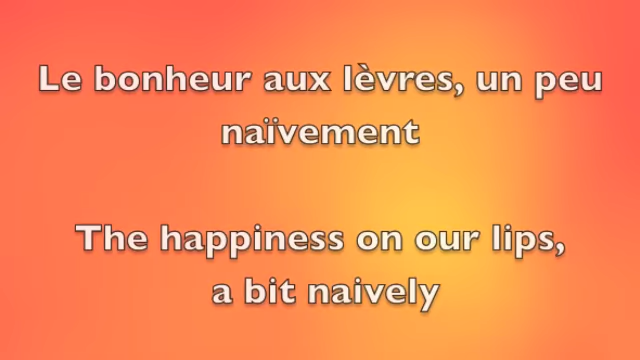 Le bonheur aux lèvres, un peu
naïvement
The happiness on our lips,
a bit naively